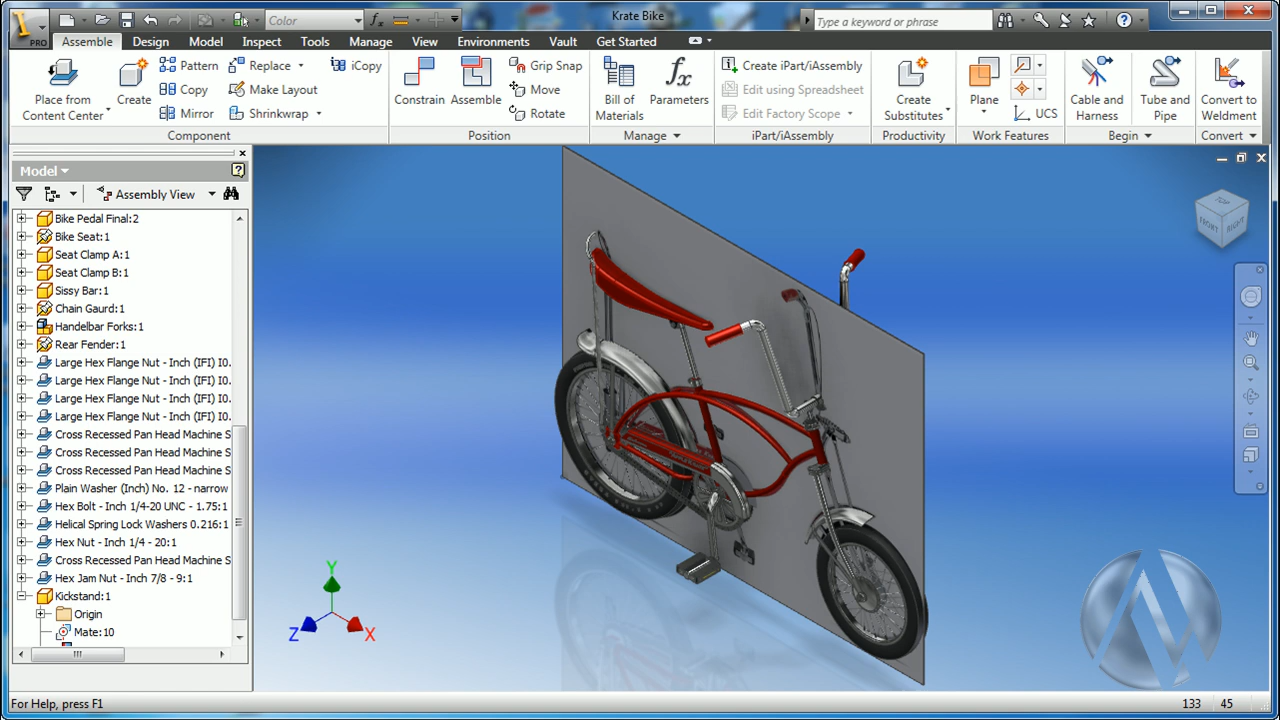 Krate Bike
PRO
Color
Type a keyword or phrase
Assemble Design Model Inspect Tools Manage View Environments Vault Get Started
Place from Content Center
Create
Pattern
Copy
Mirror
Replace
Make Layout
Shrinkwrap
iCopy
Component
Constrain
Assemble
Grip Snap
Move
Rotate
Position
Bill of Materials
Parameters
Manage
Create iPart/iAssembly
Edit using Spreadsheet
Edit Factory Scope
iPart/iAssembly
Create Substitutes
Productivity
Plane
UCS
Work Features
Cable and Harness
Tube and Pipe
Begin
Convert to Weldment
Convert
Model
Assembly View
Bike Pedal Final:2
Bike Seat:1
Seat Clamp A:1
Seat Clamp B:1
Sissy Bar:1
Chain Gaurd:1
Handelbar Forks:1
Rear Fender:1
Large Hex Flange Nut - Inch (IFI) I0.
Large Hex Flange Nut - Inch (IFI) I0.
Large Hex Flange Nut - Inch (IFI) I0.
Large Hex Flange Nut - Inch (IFI) I0.
Cross Recessed Pan Head Machine S
Cross Recessed Pan Head Machine S
Cross Recessed Pan Head Machine S
Plain Washer (Inch) No. 12 - narrow
Hex Bolt - Inch 1/4-20 UNC - 1.75:1
Helical Spring Lock Washers 0.216:1
Hex Nut - Inch 1/4 - 20:1
Cross Recessed Pan Head Machine S
Hex Jam Nut - Inch 7/8 - 9:1
Kickstand:1
Origin
Mate:10
TOP
FRONT
RIGHT
Y
Z
X
For Help, press F1
133 45